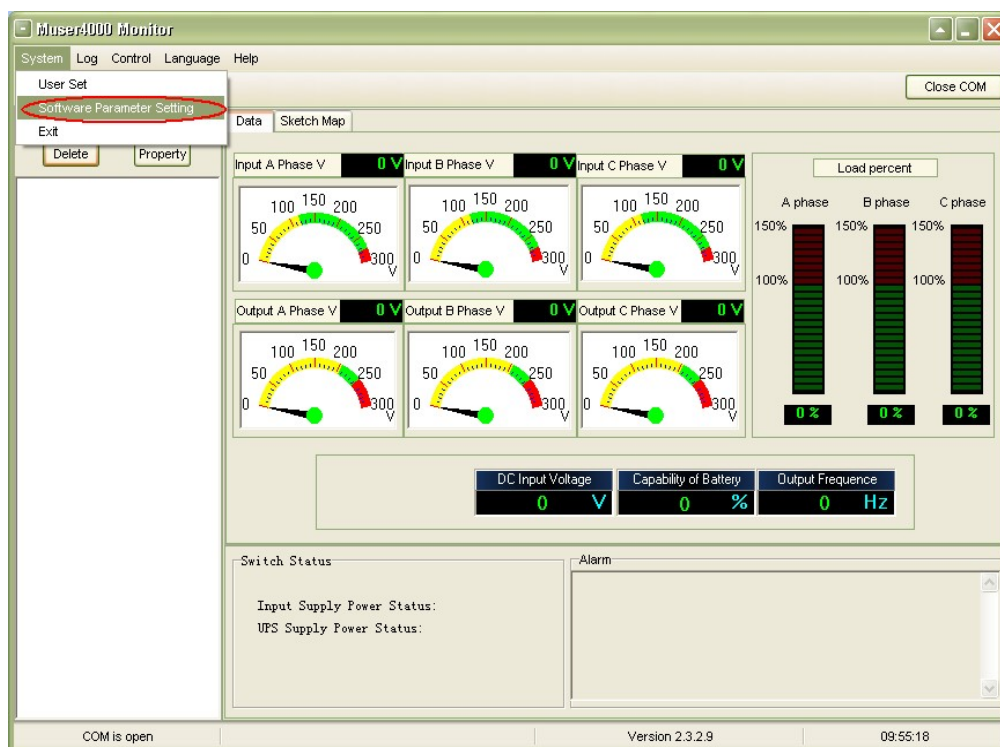 Muser4000 Monitor
System Log Control Language Help
User Set
Software Parameter Setting
Exit
Close COM
Delete Property
Data Sketch Map
Input A Phase V 0 V Input B Phase V 0 V Input C Phase V 0 V
0 50 100 150 200 250 300 V
0 50 100 150 200 250 300 V
0 50 100 150 200 250 300 V
Output A Phase V 0 V Output B Phase V 0 V Output C Phase V 0 V
0 50 100 150 200 250 300 V
0 50 100 150 200 250 300 V
0 50 100 150 200 250 300 V
Load percent
A phase B phase C phase
150% 150% 150%
100% 100% 100%
0 % 0 % 0 %
DC Input Voltage Capability of Battery Output Frequence
0 V 0 % 0 Hz
Switch Status
Input Supply Power Status:
UPS Supply Power Status:
Alarm
COM is open Version 2.3.2.9 09:55:18